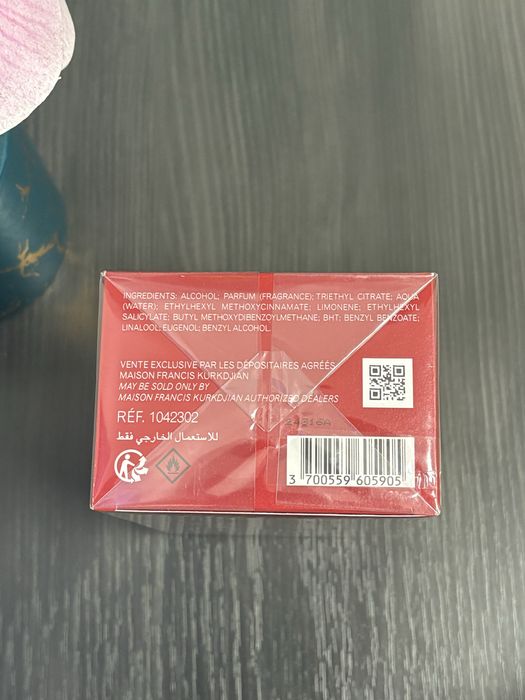 INGREDIENTS: ALCOHOL; PARFUM (FRAGRANCE); TRIETHYL CITRATE; AQUA
(WATER); ETHYLHEXYL METHOXYCINNAMATE; LIMONENE; ETHYLHEXYL
SALICYLATE; BUTYL METHOXYDIBENZOYLMETHANE; BHT; BENZYL BENZOATE;
LINALOOL; EUGENOL; BENZYL ALCOHOL.
VENTE EXCLUSIVE PAR LES DÉPOSITAIRES AGRÉÉS
MAISON FRANCIS KURKDJIAN
MAY BE SOLD ONLY BY
MAISON FRANCIS KURKDJIAN AUTHORIZED DEALERS
RÉF. 1042302
24S16A
للاستعمال الخارجي فقط
3 700559 605905